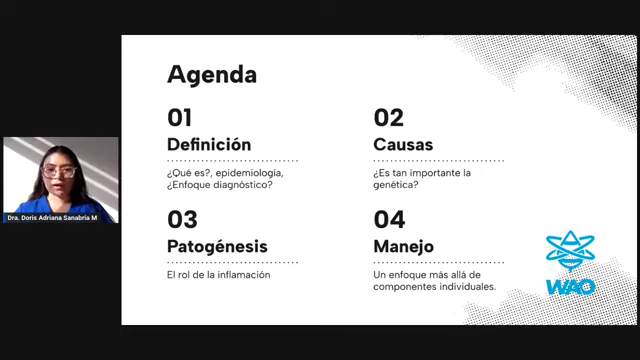 Agenda
01
Definición
¿Qué es?, epidemiología,
¿Enfoque diagnóstico?
02
Causas
¿Es tan importante la
genética?
03
Patogénesis
El rol de la inflamación
04
Manejo
Un enfoque más allá de
componentes individuales.
WAO
Dra. Doris Adriana Sanabria M